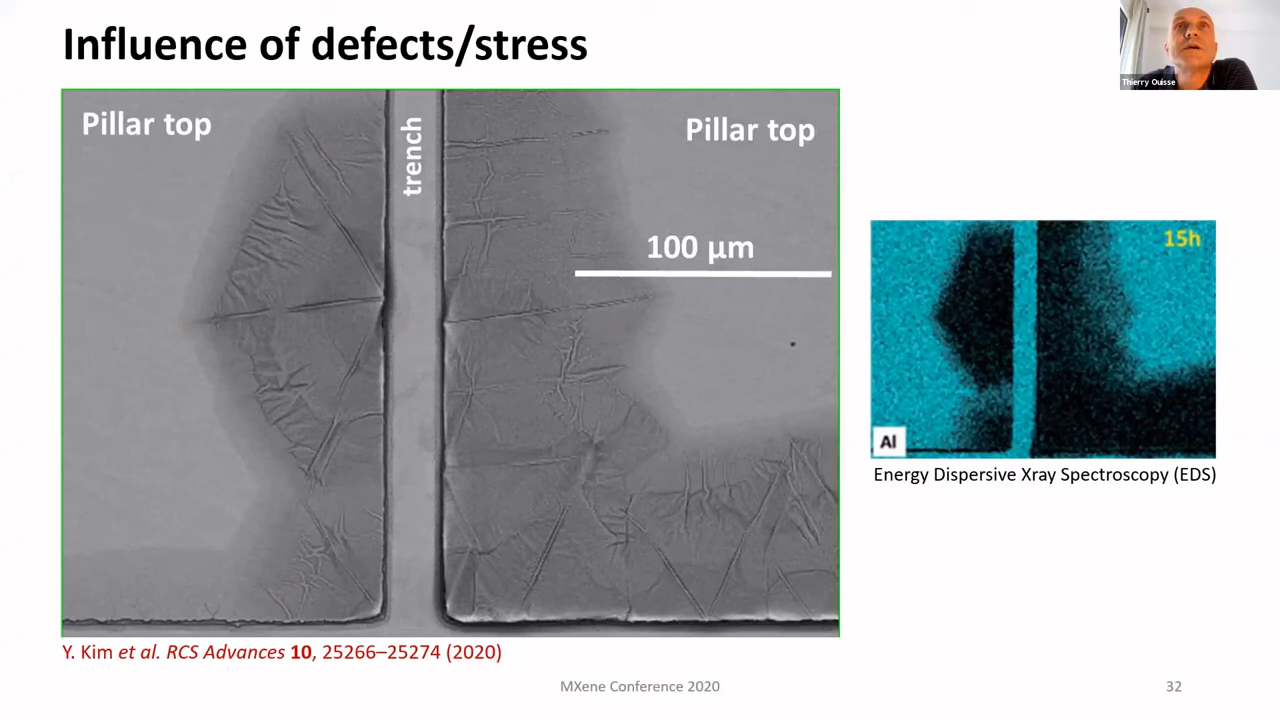 Influence of defects/stress
Thierry Ouisse
Pillar top
trench
Pillar top
100 µm
15h
Al
Energy Dispersive Xray Spectroscopy (EDS)
Y. Kim et al. RCS Advances 10, 25266–25274 (2020)
MXene Conference 2020
32